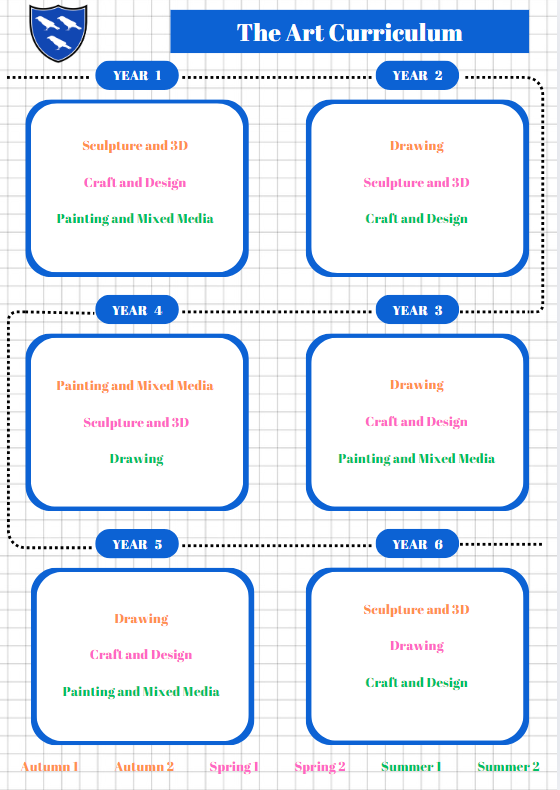 The Art Curriculum
YEAR 1
Sculpture and 3D
Craft and Design
Painting and Mixed Media
YEAR 2
Drawing
Sculpture and 3D
Craft and Design
YEAR 3
Drawing
Craft and Design
Painting and Mixed Media
YEAR 4
Painting and Mixed Media
Sculpture and 3D
Drawing
YEAR 5
Drawing
Craft and Design
Painting and Mixed Media
YEAR 6
Sculpture and 3D
Drawing
Craft and Design
Autumn 1 Autumn 2 Spring 1 Spring 2 Summer 1 Summer 2